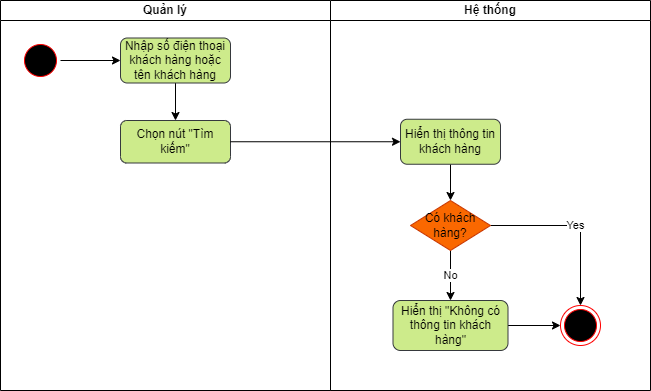 Quản lý
Hệ thống
Nhập số điện thoại
khách hàng hoặc
tên khách hàng
Chọn nút "Tìm
kiếm"
Hiển thị thông tin
khách hàng
Có khách
hàng?
Yes
No
Hiển thị "Không có
thông tin khách
hàng"